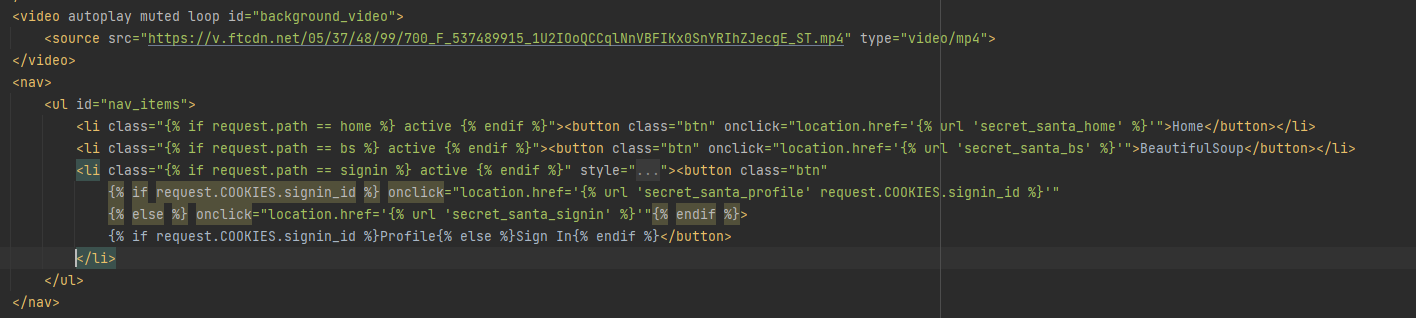 <video autoplay muted loop id="background_video">
<source src="https://v.ftcdn.net/05/37/48/99/700_F_537489915_1U2IOoQCCqlNnVBFIKx0SnYRIhZJecgE_ST.mp4" type="video/mp4">
</video>
<nav>
<ul id="nav_items">
<li class="{% if request.path == home %} active {% endif %}"><button class="btn" onclick="location.href='{% url 'secret_santa_home' %}'">Home</button></li>
<li class="{% if request.path == bs %} active {% endif %}"><button class="btn" onclick="location.href='{% url 'secret_santa_bs' %}'">BeautifulSoup</button></li>
<li class="{% if request.path == signin %} active {% endif %}" style="..."><button class="btn"
{% if request.COOKIES.signin_id %} onclick="location.href='{% url 'secret_santa_profile' request.COOKIES.signin_id %}'"
{% else %} onclick="location.href='{% url 'secret_santa_signin' %}'"{% endif %}>
{% if request.COOKIES.signin_id %}Profile{% else %}Sign In{% endif %}</button>
</li>
</ul>
</nav>